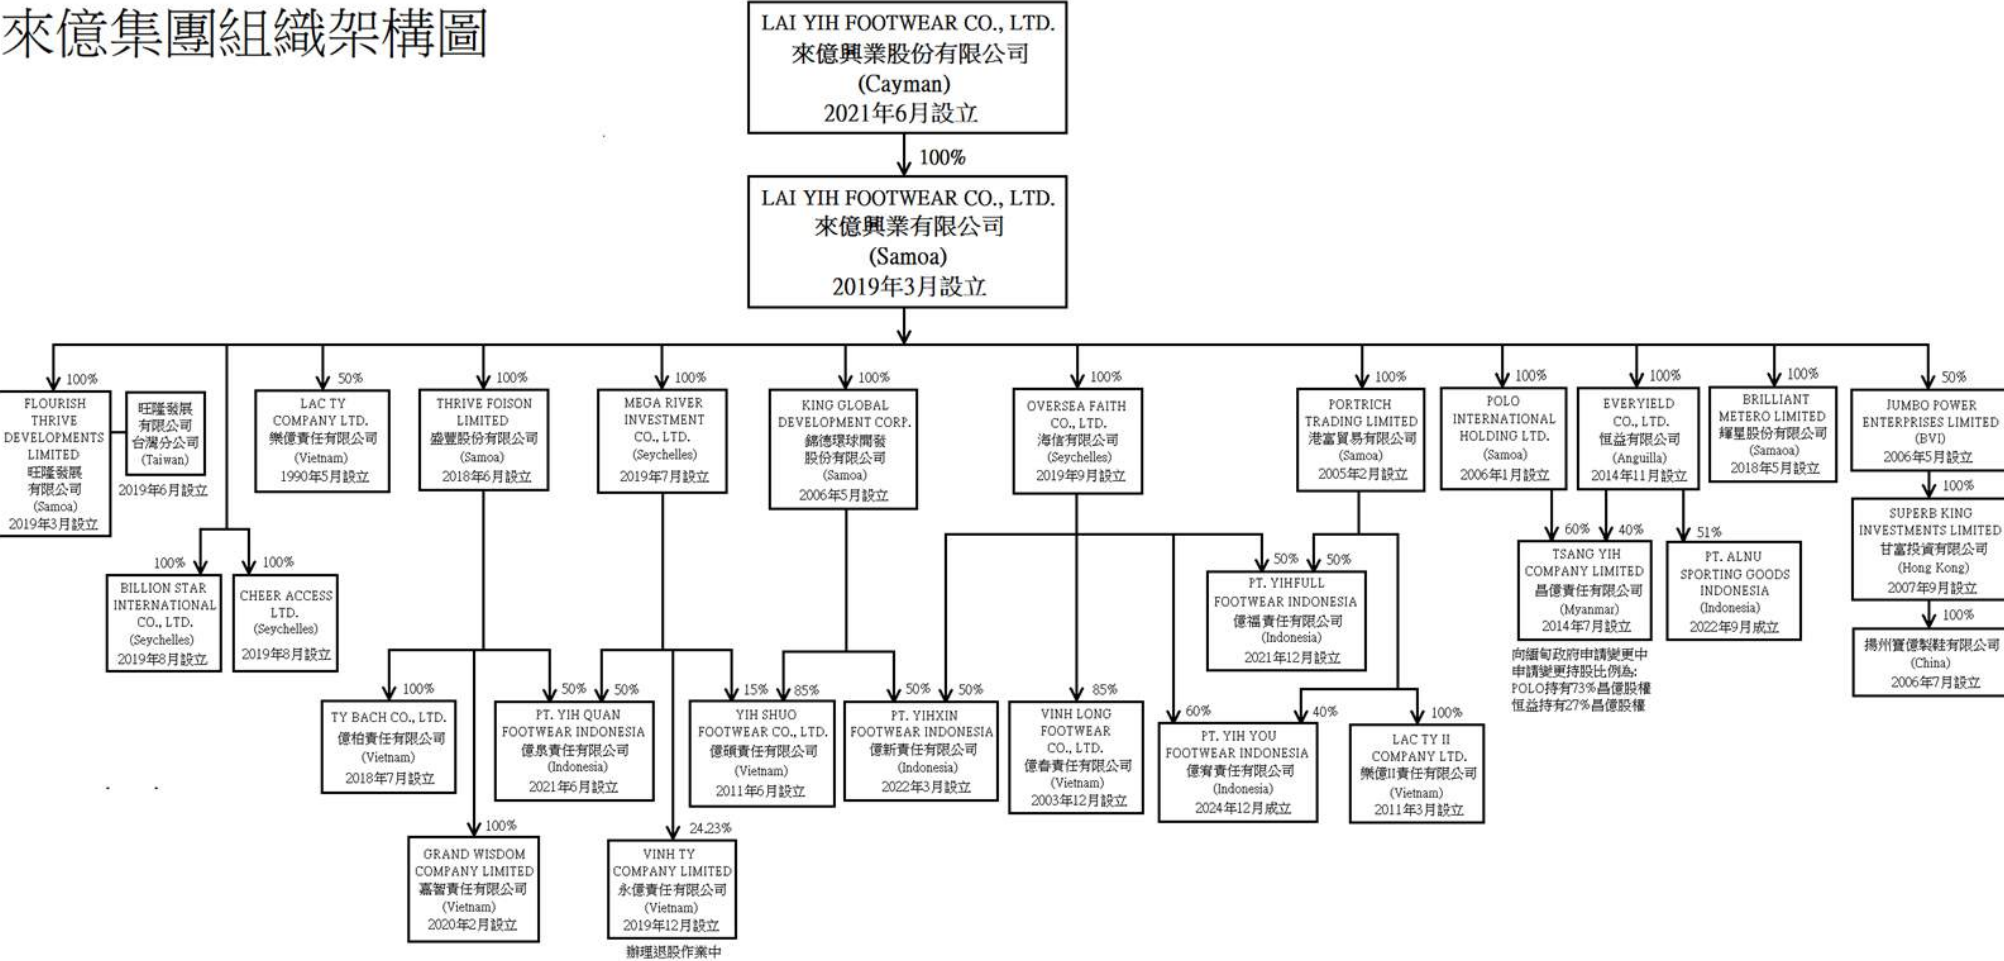 來億集團組織架構圖
LAI YIH FOOTWEAR CO., LTD.
來億興業股份有限公司
(Cayman)
2021年6月設立
100%
LAI YIH FOOTWEAR CO., LTD.
來億興業有限公司
(Samoa)
2019年3月設立
100%
FLOURISH
THRIVE
DEVELOPMENTS
LIMITED
旺隆發展
有限公司
(Samoa)
2019年3月設立
旺隆發展
有限公司
台灣分公司
(Taiwan)
2019年6月設立
100%
BILLION STAR
INTERNATIONAL
CO., LTD.
(Seychelles)
2019年8月設立
100%
CHEER ACCESS
LTD.
(Seychelles)
2019年8月設立
50%
LAC TY
COMPANY LTD.
樂億責任有限公司
(Vietnam)
1990年5月設立
100%
THRIVE FOISON
LIMITED
盛豐股份有限公司
(Samoa)
2018年6月設立
100%
MEGA RIVER
INVESTMENT
CO., LTD.
(Seychelles)
2019年7月設立
100%
KING GLOBAL
DEVELOPMENT CORP.
錦德環球開發
股份有限公司
(Samoa)
2006年5月設立
100%
OVERSEA FAITH
CO., LTD.
海信有限公司
(Seychelles)
2019年9月設立
100%
PORTRICH
TRADING LIMITED
港富貿易有限公司
(Samoa)
2005年2月設立
100%
POLO
INTERNATIONAL
HOLDING LTD.
(Samoa)
2006年1月設立
100%
EVERYIELD
CO., LTD.
恒益有限公司
(Anguilla)
2014年11月設立
100%
BRILLIANT
METERO LIMITED
輝星股份有限公司
(Samaoa)
2018年5月設立
50%
JUMBO POWER
ENTERPRISES LIMITED
(BVI)
2006年5月設立
100%
SUPERB KING
INVESTMENTS LIMITED
甘富投資有限公司
(Hong Kong)
2007年9月設立
100%
揚州寶億製鞋有限公司
(China)
2006年7月設立
60%
40%
TSANG YIH
COMPANY LIMITED
昌億責任有限公司
(Myanmar)
2014年7月設立
向緬甸政府申請變更中
申請變更持股比例為:
POLO持有73%昌億股權
恒益持有27%昌億股權
51%
PT. ALNU
SPORTING GOODS
INDONESIA
(Indonesia)
2022年9月成立
50%
50%
PT. YIHFULL
FOOTWEAR INDONESIA
億福責任有限公司
(Indonesia)
2021年12月設立
100%
TY BACH CO., LTD.
億柏責任有限公司
(Vietnam)
2018年7月設立
50%
50%
PT. YIH QUAN
FOOTWEAR INDONESIA
億泉責任有限公司
(Indonesia)
2021年6月設立
15%
85%
YIH SHUO
FOOTWEAR CO., LTD.
億碩責任有限公司
(Vietnam)
2011年6月設立
50%
50%
PT. YIHXIN
FOOTWEAR INDONESIA
億新責任有限公司
(Indonesia)
2022年3月設立
85%
VINH LONG
FOOTWEAR
CO., LTD.
億春責任有限公司
(Vietnam)
2003年12月設立
60%
40%
PT. YIH YOU
FOOTWEAR INDONESIA
億宥責任有限公司
(Indonesia)
2024年12月成立
100%
LAC TY II
COMPANY LTD.
樂億II責任有限公司
(Vietnam)
2011年3月設立
100%
GRAND WISDOM
COMPANY LIMITED
嘉智責任有限公司
(Vietnam)
2020年2月設立
24.23%
VINH TY
COMPANY LIMITED
永億責任有限公司
(Vietnam)
2019年12月設立
辦理退股作業中